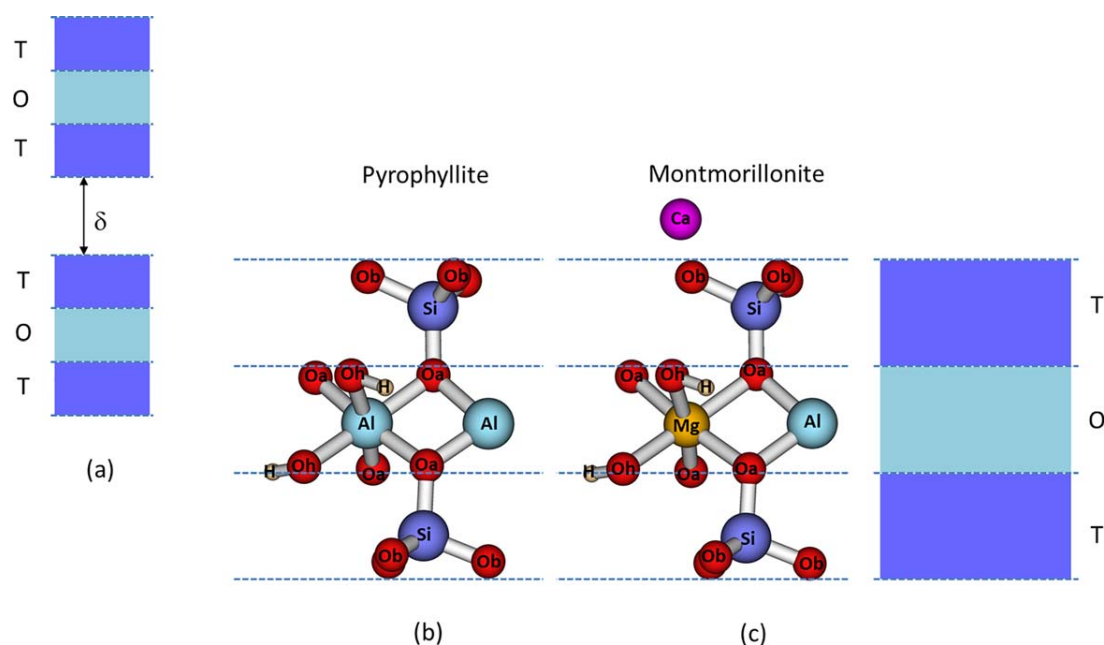 T
O
T
δ
T
O
T
(a)
Pyrophyllite
Ob
Ob
Si
Oa
Oh
H
Oa
Al
Al
H
Oh
Oa
Oa
Si
Ob
Ob
(b)
Montmorillonite
Ca
Ob
Ob
Si
Oa
Oh
H
Oa
Mg
Al
H
Oh
Oa
Oa
Si
Ob
Ob
(c)
T
O
T